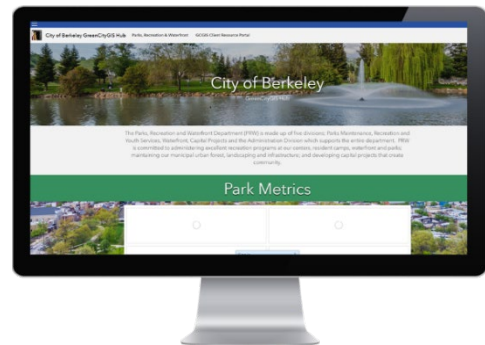 City of Berkeley GreenCityGIS Hub Parks, Recreation & Waterfront GCGIS Client Resource Portal
City of Berkeley
GreenCityGIS Hub
The Parks, Recreation and Waterfront Department (PRW) is made up of five divisions; Parks Maintenance, Recreation and
Youth Services, Waterfront, Capital Projects and the Administration Division which supports the entire department. PRW
is committed to administering excellent recreation programs at our centers, resident camps, waterfront and parks;
maintaining our municipal urban forest, landscaping and infrastructure; and developing capital projects that create
community.
Park Metrics